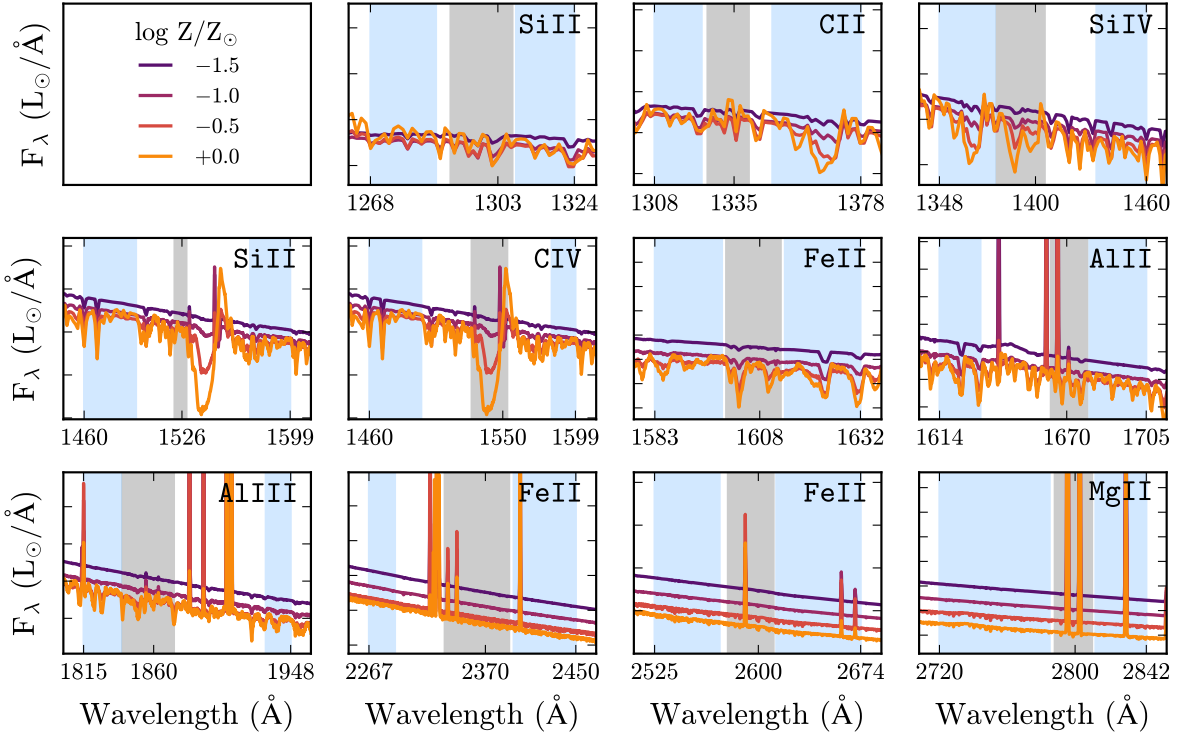 log Z/Z⊙
−1.5
−1.0
−0.5
+0.0
F_λ (L⊙/Å)
SiII
1268 1303 1324
CII
1308 1335 1378
SiIV
1348 1400 1460
F_λ (L⊙/Å)
SiII
1460 1526 1599
CIV
1460 1550 1599
FeII
1583 1608 1632
AlII
1614 1670 1705
F_λ (L⊙/Å)
AlIII
1815 1860 1948
FeII
2267 2370 2450
FeII
2525 2600 2674
MgII
2720 2800 2842
Wavelength (Å) Wavelength (Å) Wavelength (Å) Wavelength (Å)